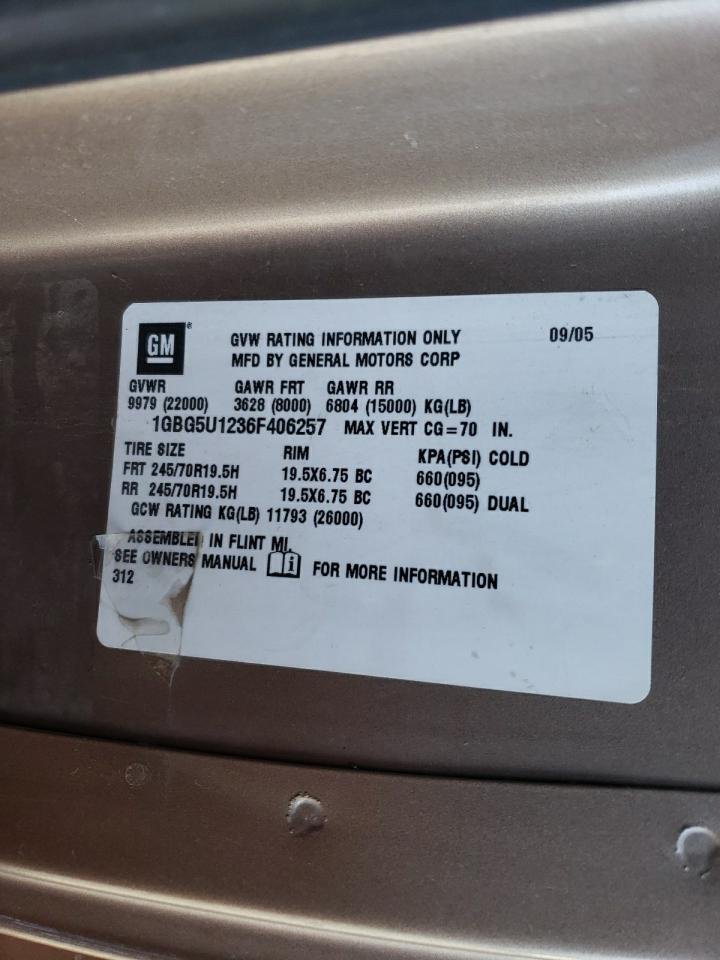 GM®
GVW RATING INFORMATION ONLY 09/05
MFD BY GENERAL MOTORS CORP
GVWR GAWR FRT GAWR RR
9979 (22000) 3628 (8000) 6804 (15000) KG(LB)
1GBG5U1236F406257 MAX VERT CG=70 IN.
TIRE SIZE RIM KPA(PSI) COLD
FRT 245/70R19.5H 19.5X6.75 BC 660(095)
RR 245/70R19.5H 19.5X6.75 BC 660(095) DUAL
GCW RATING KG(LB) 11793 (26000)
ASSEMBLED IN FLINT MI.
SEE OWNERS MANUAL i FOR MORE INFORMATION
312